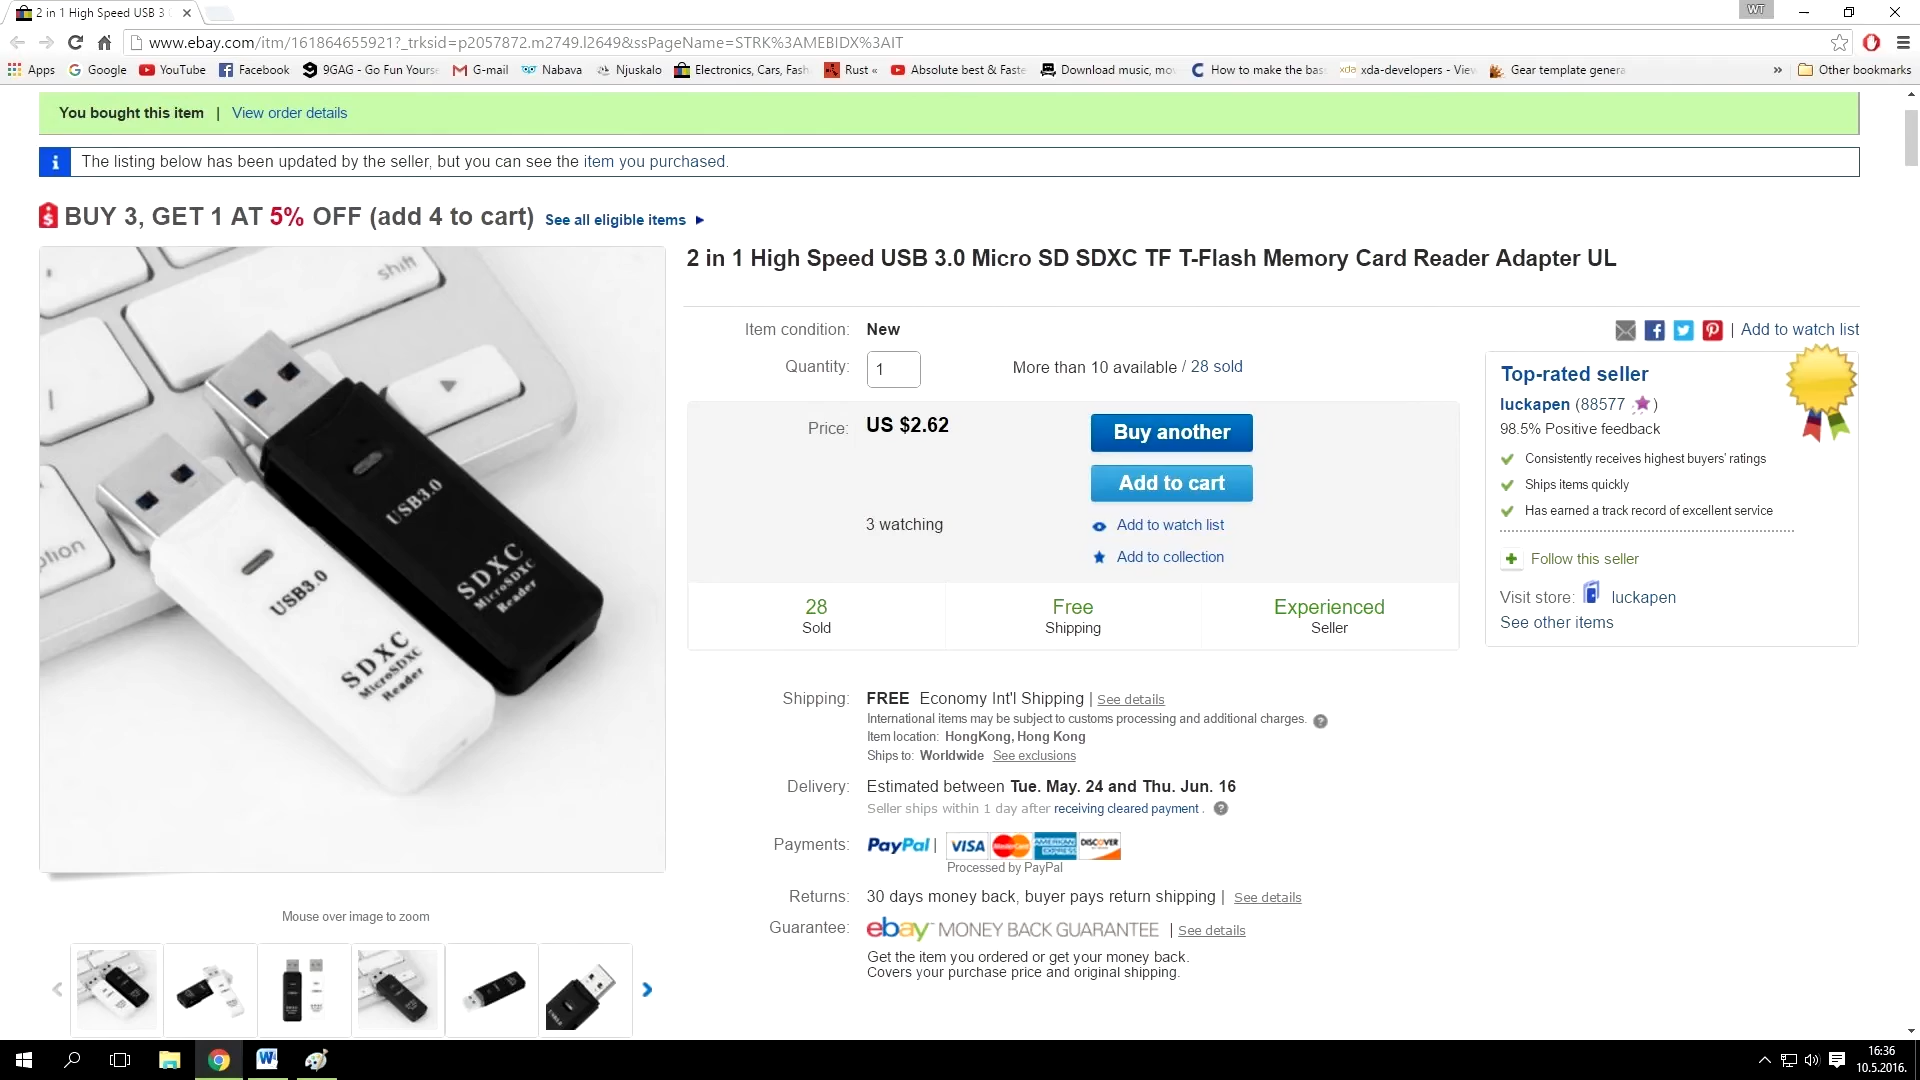 2 in 1 High Speed USB 3
WT
www.ebay.com/itm/161864655921?_trksid=p2057872.m2749.l2649&ssPageName=STRK%3AMEBIDX%3AIT
Apps Google YouTube Facebook 9GAG - Go Fun Yourse G-mail Nabava Njuskalo Electronics, Cars, Fash Rust « Absolute best & Faste Download music, mo How to make the bas xda-developers - View Gear template genera » Other bookmarks
You bought this item | View order details
The listing below has been updated by the seller, but you can see the item you purchased.
BUY 3, GET 1 AT 5% OFF (add 4 to cart) See all eligible items
2 in 1 High Speed USB 3.0 Micro SD SDXC TF T-Flash Memory Card Reader Adapter UL
Item condition: New
Quantity: 1 More than 10 available / 28 sold
Price: US $2.62
Buy another
Add to cart
3 watching
Add to watch list
Add to collection
28 Sold
Free Shipping
Experienced Seller
| Add to watch list
Top-rated seller
luckapen (88577)
98.5% Positive feedback
Consistently receives highest buyers' ratings
Ships items quickly
Has earned a track record of excellent service
Follow this seller
Visit store: luckapen
See other items
Shipping: FREE Economy Int'l Shipping | See details
International items may be subject to customs processing and additional charges.
Item location: HongKong, Hong Kong
Ships to: Worldwide See exclusions
Delivery: Estimated between Tue. May. 24 and Thu. Jun. 16
Seller ships within 1 day after receiving cleared payment .
Payments: PayPal | VISA MasterCard AMERICAN EXPRESS DISCOVER
Processed by PayPal
Returns: 30 days money back, buyer pays return shipping | See details
Guarantee: ebay MONEY BACK GUARANTEE | See details
Get the item you ordered or get your money back.
Covers your purchase price and original shipping.
shift
option
USB3.0
SDXC
MicroSDXC
Reader
USB3.0
SDXC
MicroSDXC
Reader
Mouse over image to zoom
16:36
10.5.2016.